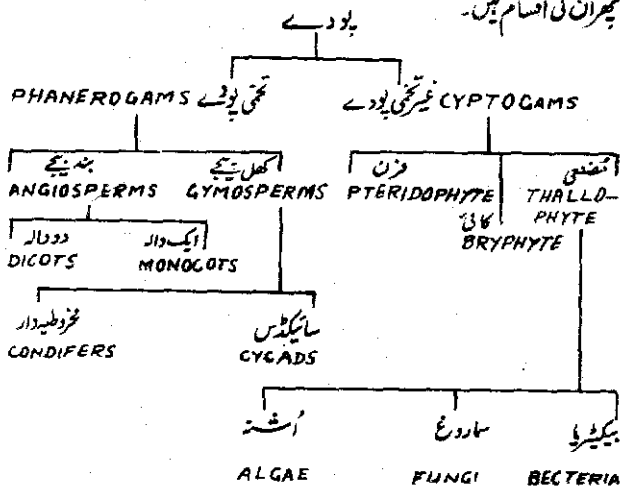 پھر ان کی اقسام ہیں۔
پودے
PHANEROGAMS تخمی پودے غیر تخمی پودے CYPTOGAMS
بند بیجے کھل بیجے فرن
ANGIOSPERMS GYMOSPERMS PTERIDOPHYTE THALLO-
PHYTE
کائی
BRYPHYTE
دو دالہ ایک دالہ
DICOTS MONOCOTS
مخروطیہ دار سائیکڈس
CONDIFERS CYCADS
اُشنہ سماروغ بیکٹیریا
ALGAE FUNGI BECTERIA